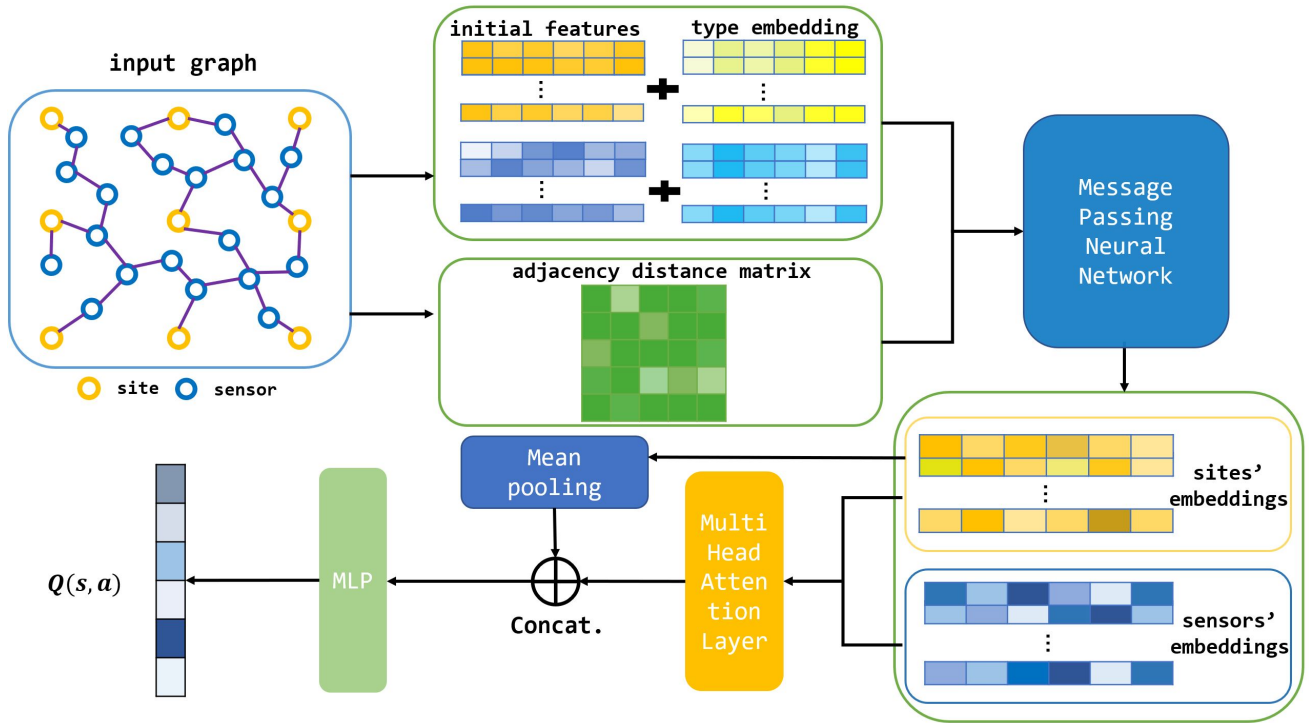 input graph
site
sensor
initial features
type embedding
adjacency distance matrix
Message
Passing
Neural
Network
sites’
embeddings
sensors’
embeddings
Mean
pooling
Multi
Head
Atten
tion
Layer
Concat.
MLP
Q(s,a)